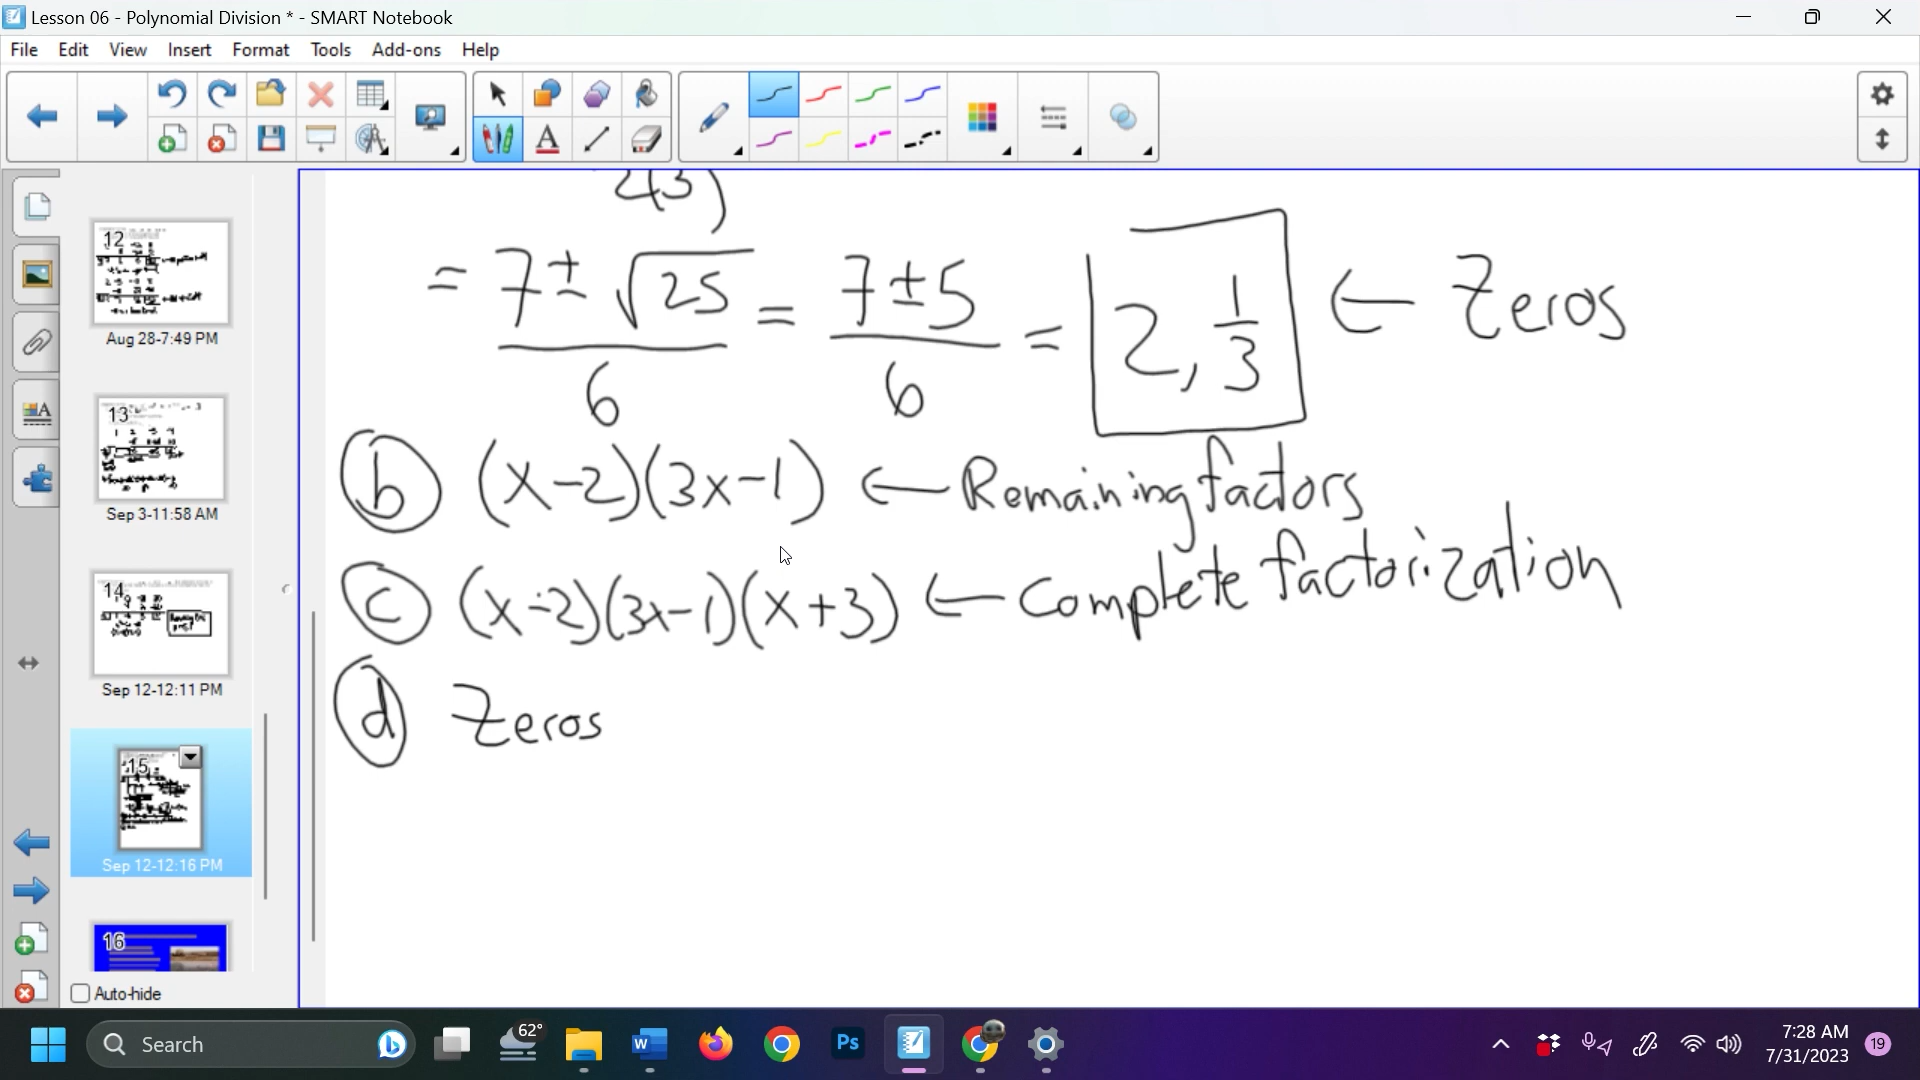 Lesson 06 - Polynomial Division * - SMART Notebook
File Edit View Insert Format Tools Add-ons Help
12
Aug 28-7:49 PM
13
Sep 3-11:58 AM
14
Sep 12-12:11 PM
15
Sep 12-12:16 PM
16
Auto-hide
2(3)
= 7 ± √25 / 6 = 7 ± 5 / 6 = 2, 1/3 ← Zeros
b (x-2)(3x-1) ← Remaining factors
c (x-2)(3x-1)(x+3) ← Complete factorization
d Zeros
Search
62°
Ps
7:28 AM
7/31/2023
19